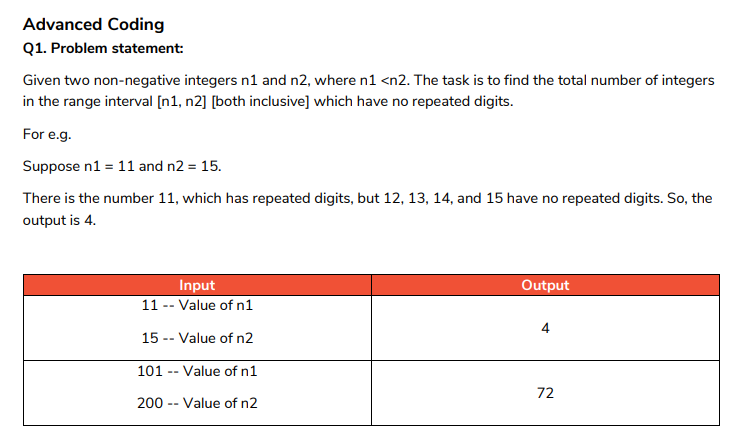 Advanced Coding
Q1. Problem statement:
Given two non-negative integers n1 and n2, where n1 <n2. The task is to find the total number of integers
in the range interval [n1, n2] [both inclusive] which have no repeated digits.
For e.g.
Suppose n1 = 11 and n2 = 15.
There is the number 11, which has repeated digits, but 12, 13, 14, and 15 have no repeated digits. So, the
output is 4.
Input Output
11 -- Value of n1
15 -- Value of n2
4
101 -- Value of n1
200 -- Value of n2
72